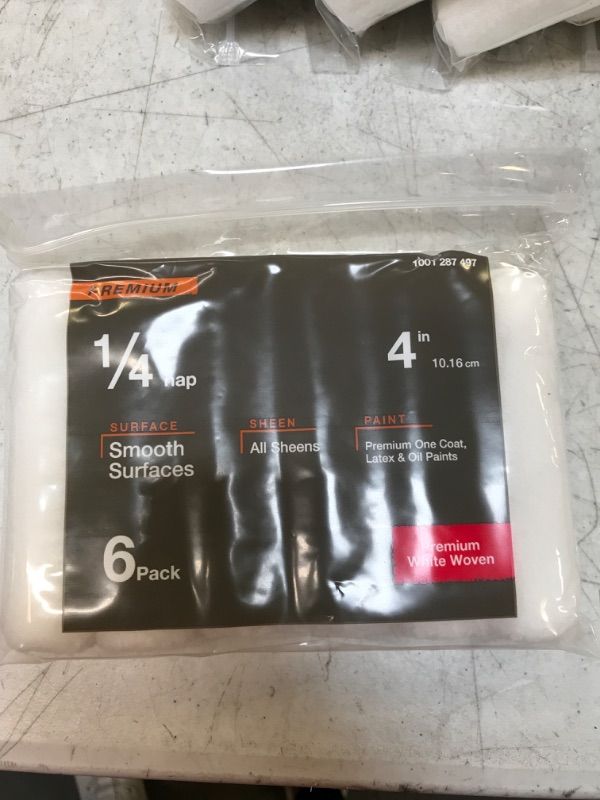 1001 287 497
PREMIUM
1/4 nap
4 in
10.16 cm
SURFACE
Smooth
Surfaces
SHEEN
All Sheens
PAINT
Premium One Coat,
Latex & Oil Paints
6 Pack
Premium
White Woven